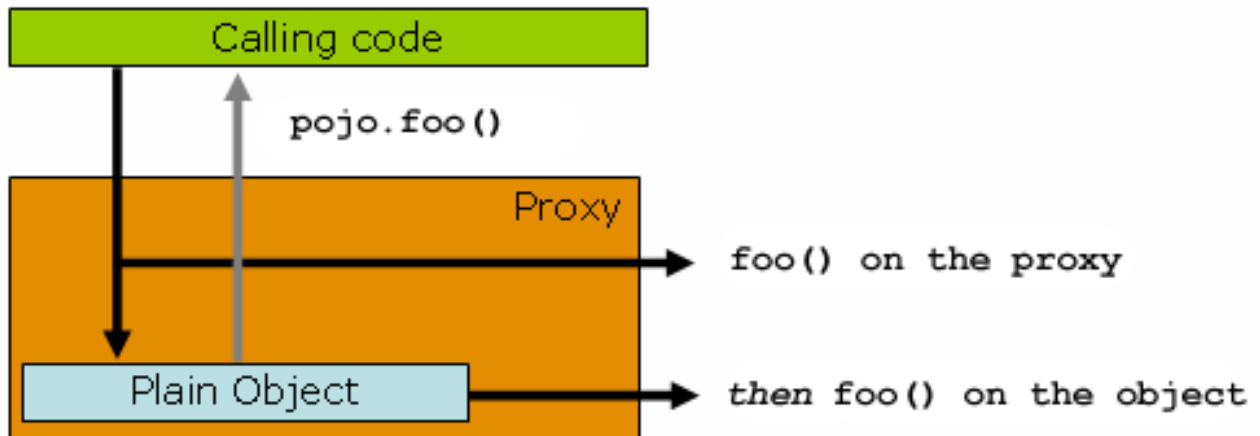 Calling code
pojo.foo()
Proxy
foo() on the proxy
Plain Object
then foo() on the object